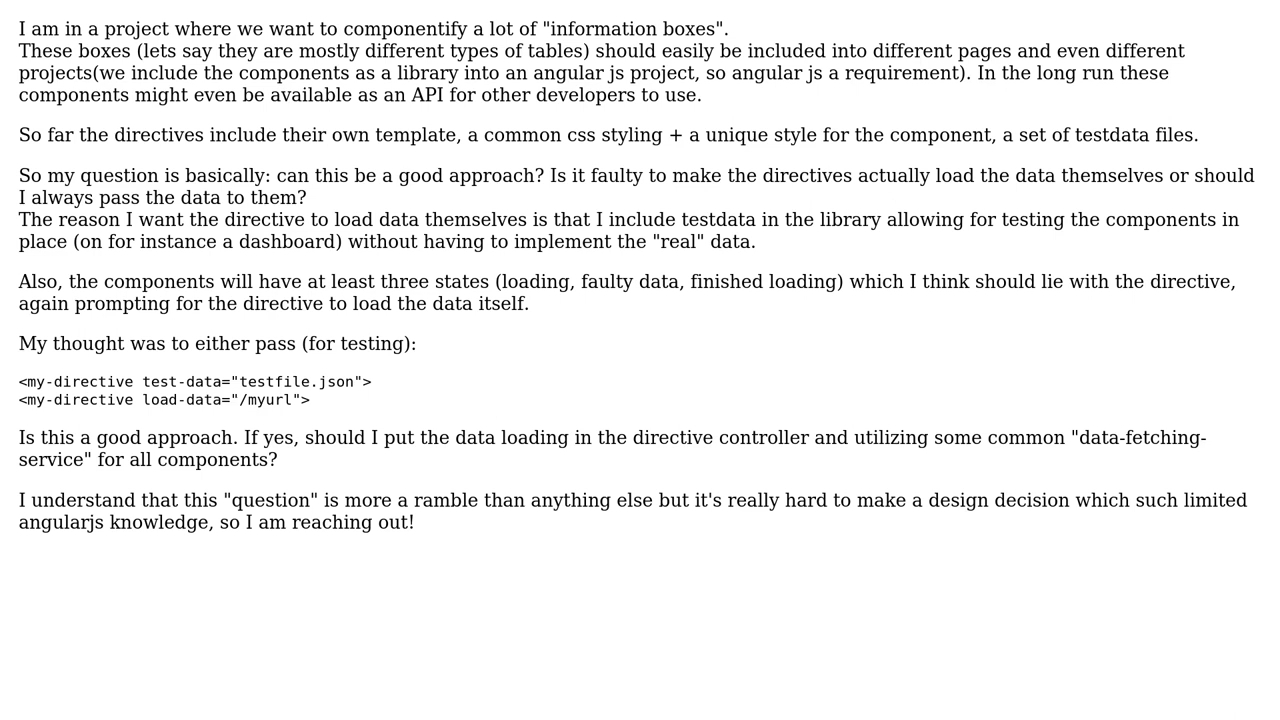 I am in a project where we want to componentify a lot of "information boxes".
These boxes (lets say they are mostly different types of tables) should easily be included into different pages and even different
projects(we include the components as a library into an angular js project, so angular js a requirement). In the long run these
components might even be available as an API for other developers to use.
So far the directives include their own template, a common css styling + a unique style for the component, a set of testdata files.
So my question is basically: can this be a good approach? Is it faulty to make the directives actually load the data themselves or should
I always pass the data to them?
The reason I want the directive to load data themselves is that I include testdata in the library allowing for testing the components in
place (on for instance a dashboard) without having to implement the "real" data.
Also, the components will have at least three states (loading, faulty data, finished loading) which I think should lie with the directive,
again prompting for the directive to load the data itself.
My thought was to either pass (for testing):
<my-directive test-data="testfile.json">
<my-directive load-data="/myurl">
Is this a good approach. If yes, should I put the data loading in the directive controller and utilizing some common "data-fetching-
service" for all components?
I understand that this "question" is more a ramble than anything else but it's really hard to make a design decision which such limited
angularjs knowledge, so I am reaching out!